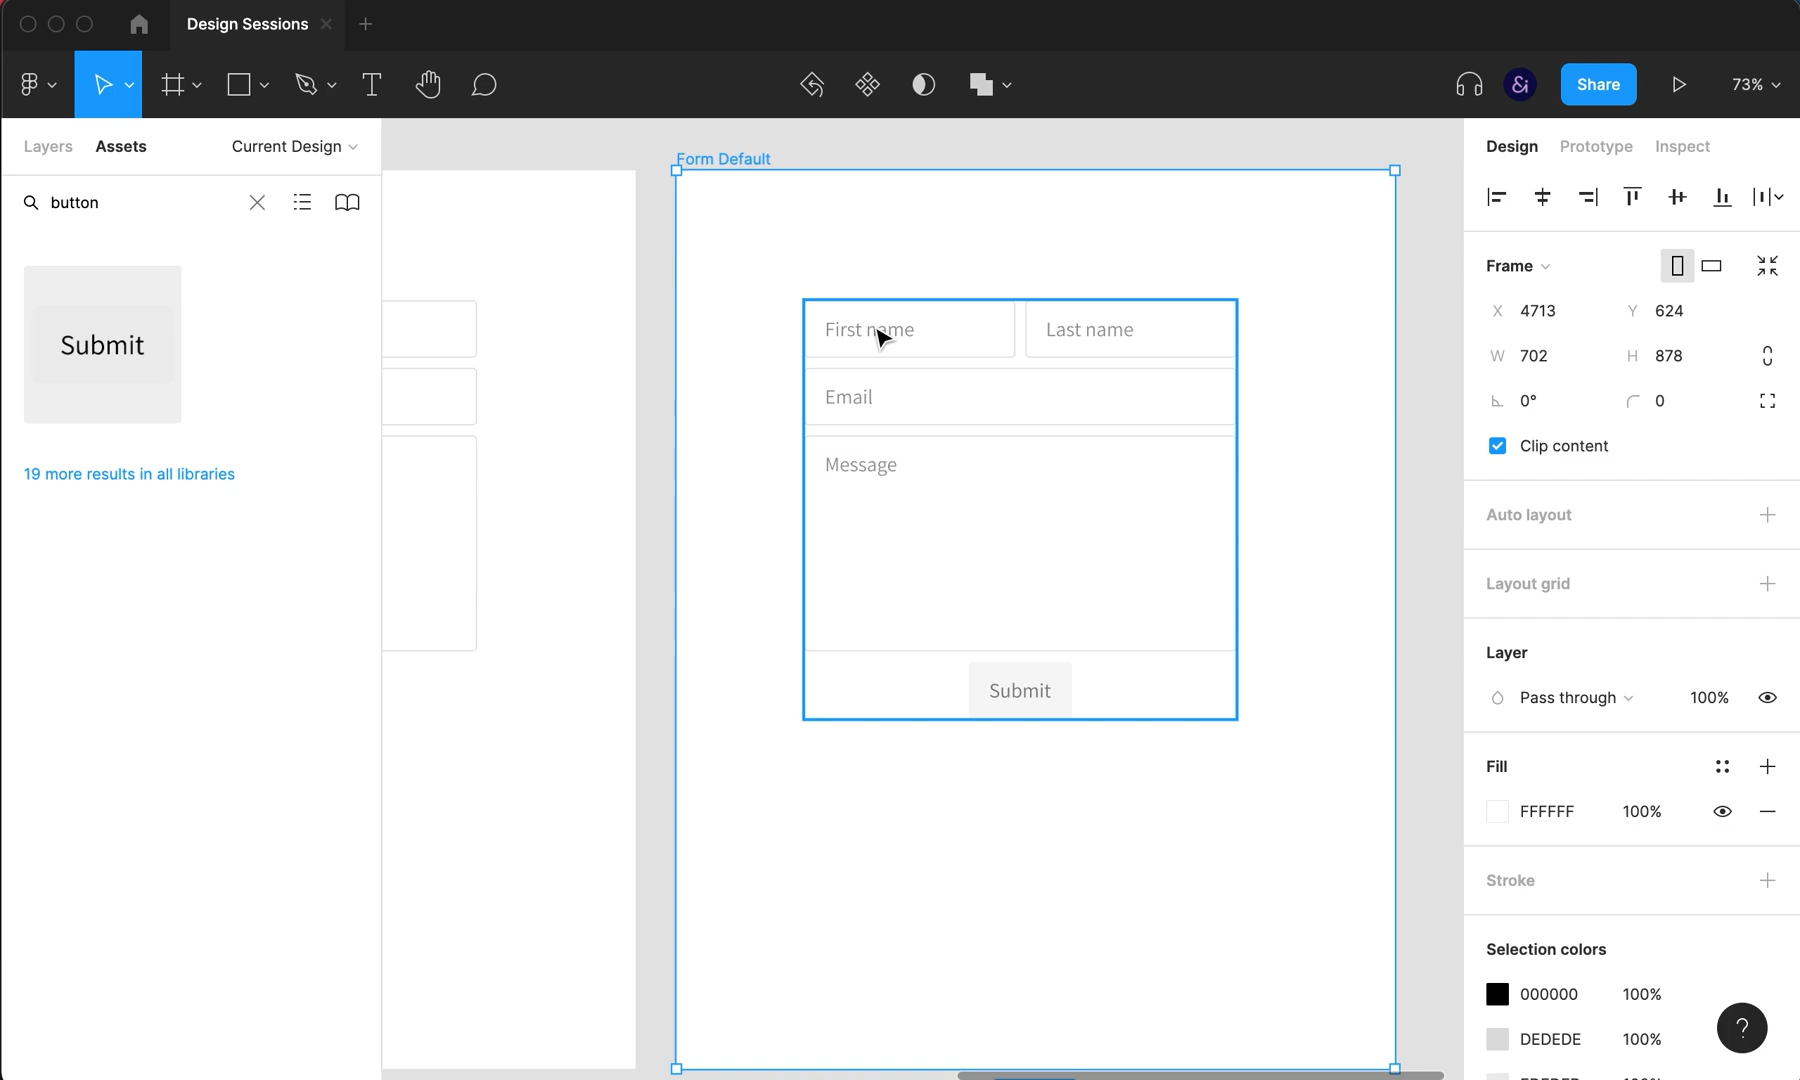 Design Sessions
Share
73%
Layers Assets Current Design
button
Submit
19 more results in all libraries
Form Default
First name Last name
Email
Message
Submit
Design Prototype Inspect
Frame
X 4713 Y 624
W 702 H 878
0° 0
Clip content
Auto layout
Layout grid
Layer
Pass through 100%
Fill
FFFFFF 100%
Stroke
Selection colors
000000 100%
DEDEDE 100%
?